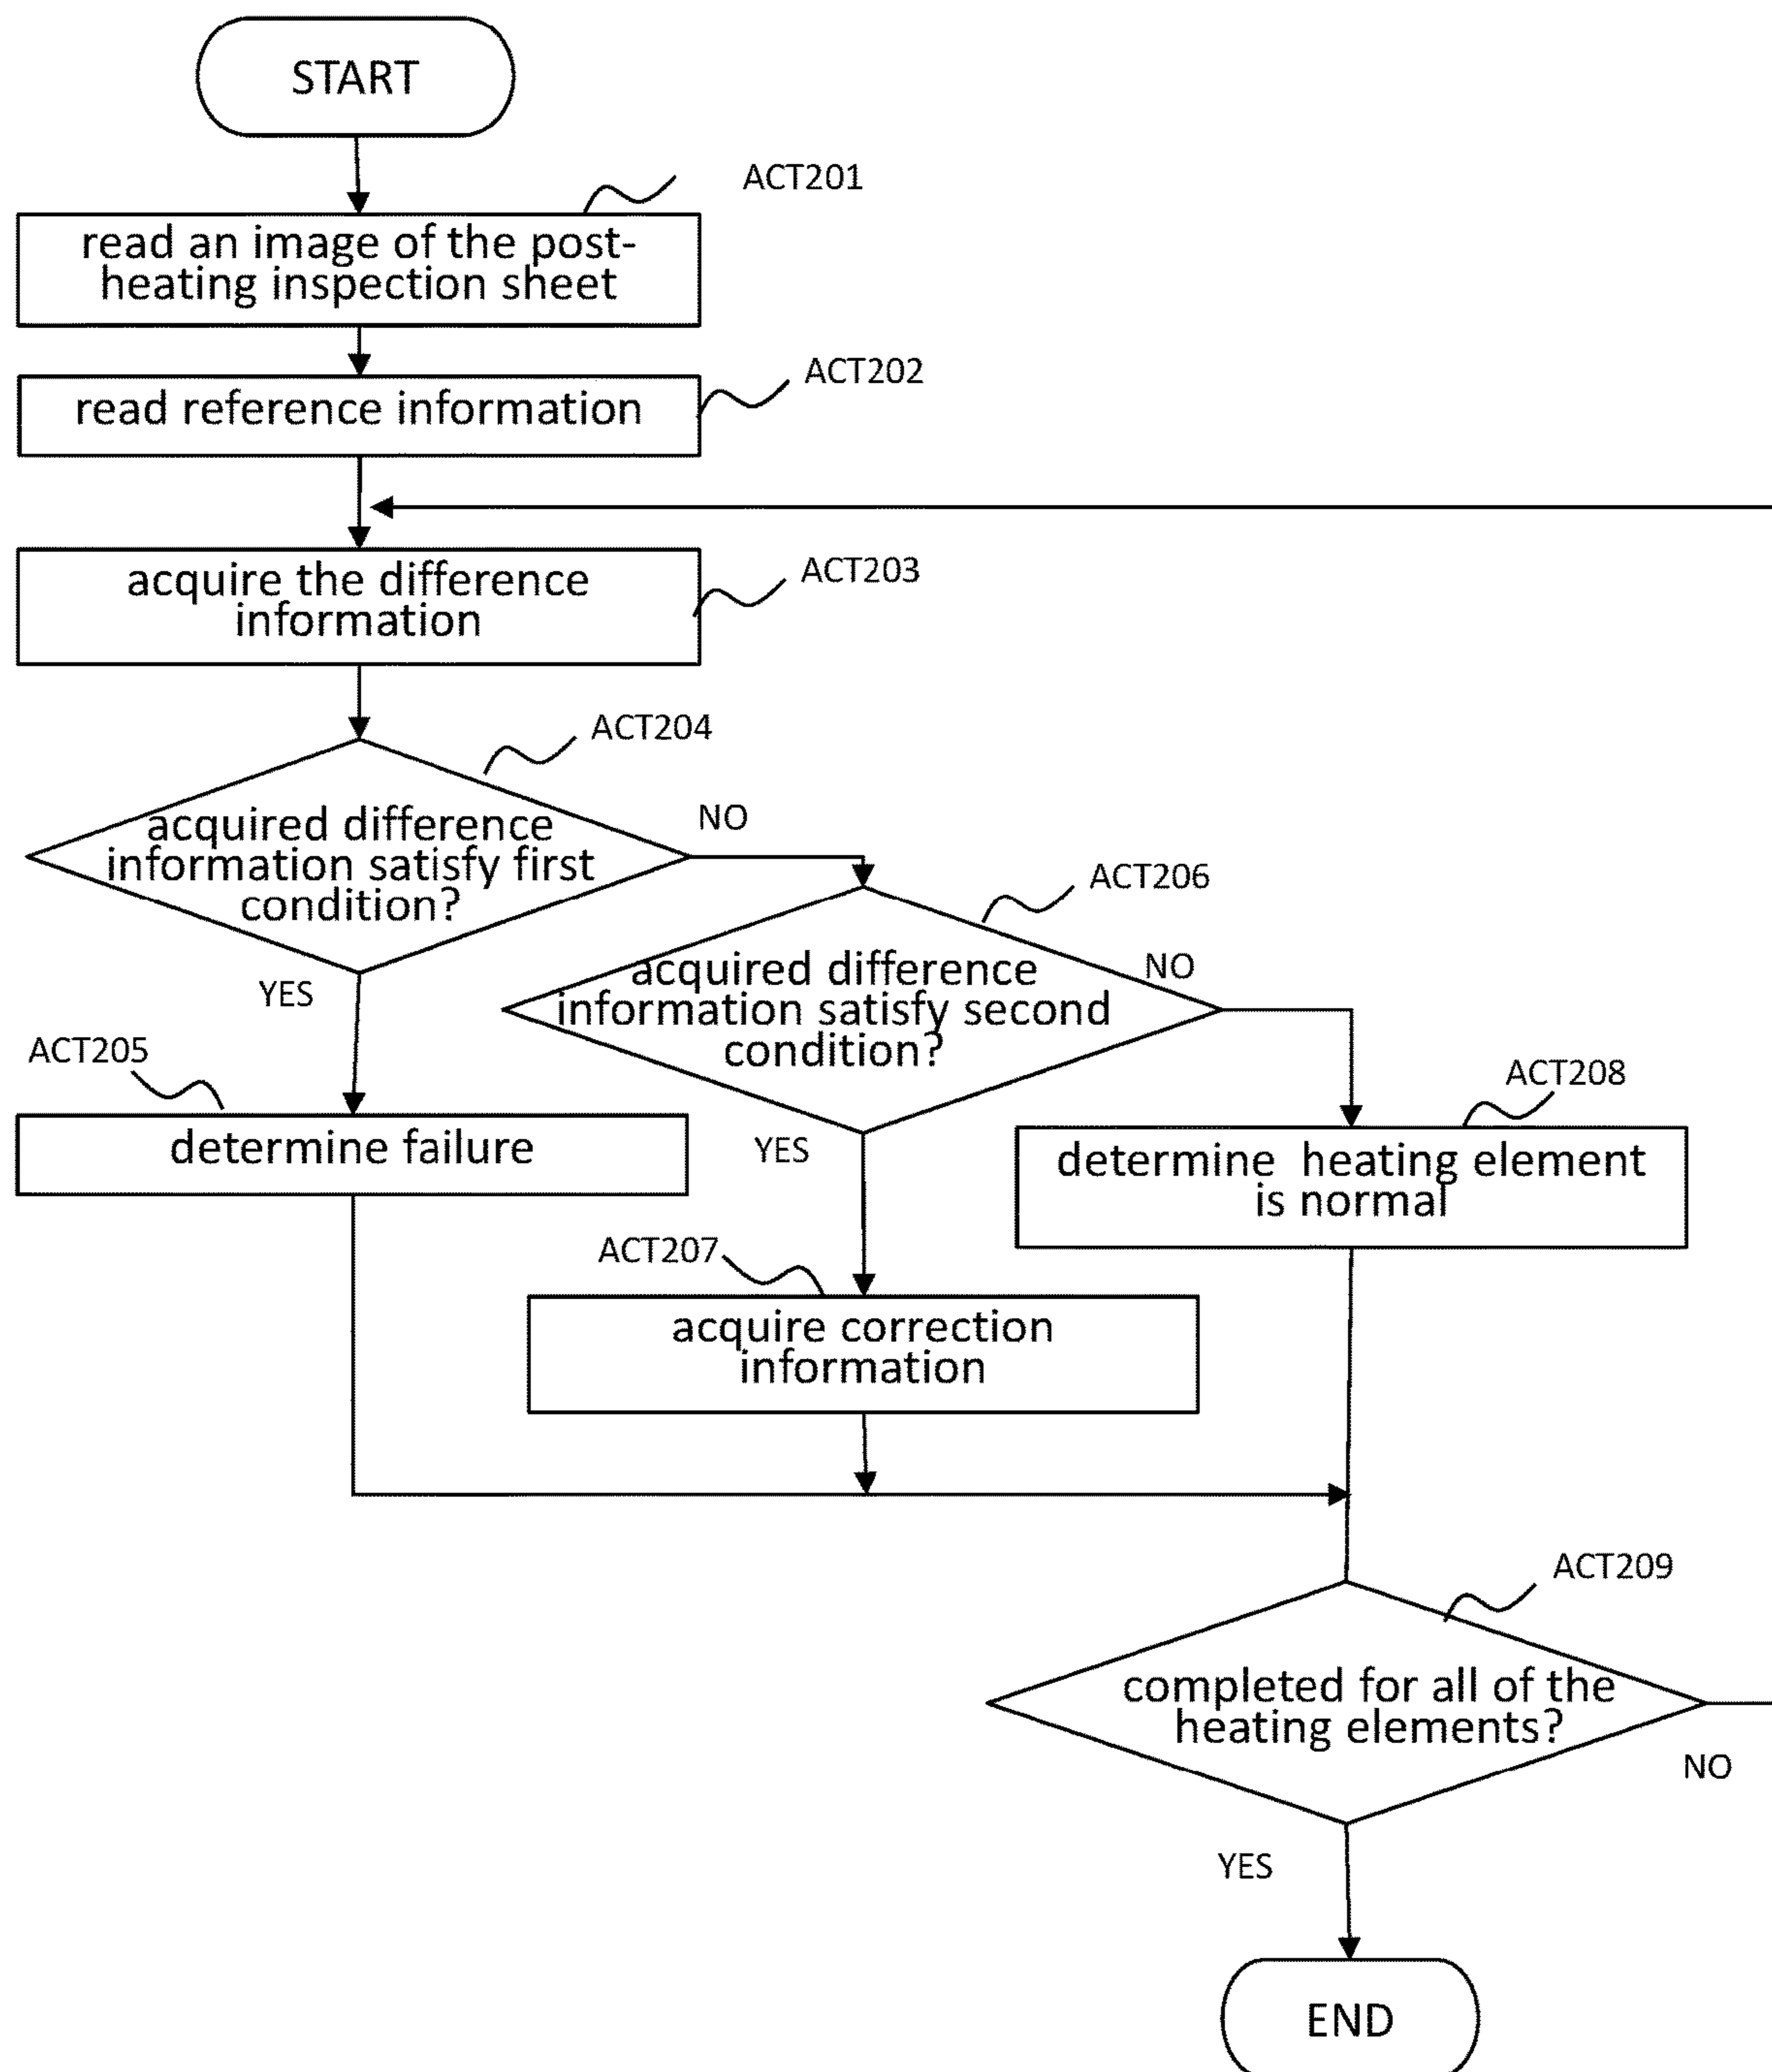 START
ACT201
read an image of the post-
heating inspection sheet
ACT202
read reference information
ACT203
acquire the difference
information
ACT204
acquired difference
information satisfy first
condition?
NO
YES
ACT206
acquired difference
information satisfy second
condition?
NO
YES
ACT205
determine failure
ACT208
determine heating element
is normal
ACT207
acquire correction
information
ACT209
completed for all of the
heating elements?
NO
YES
END